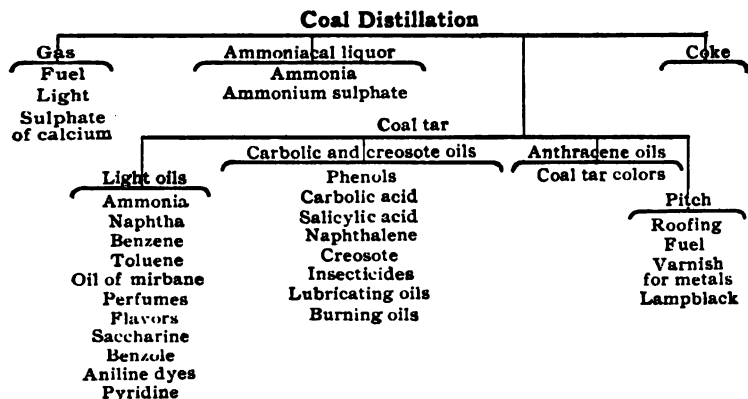 Coal Distillation
Gas
Fuel
Light
Sulphate
of calcium
Ammoniacal liquor
Ammonia
Ammonium sulphate
Coke
Coal tar
Light oils
Ammonia
Naphtha
Benzene
Toluene
Oil of mirbane
Perfumes
Flavors
Saccharine
Benzole
Aniline dyes
Pyridine
Carbolic and creosote oils
Phenols
Carbolic acid
Salicylic acid
Naphthalene
Creosote
Insecticides
Lubricating oils
Burning oils
Anthracene oils
Coal tar colors
Pitch
Roofing
Fuel
Varnish
for metals
Lampblack